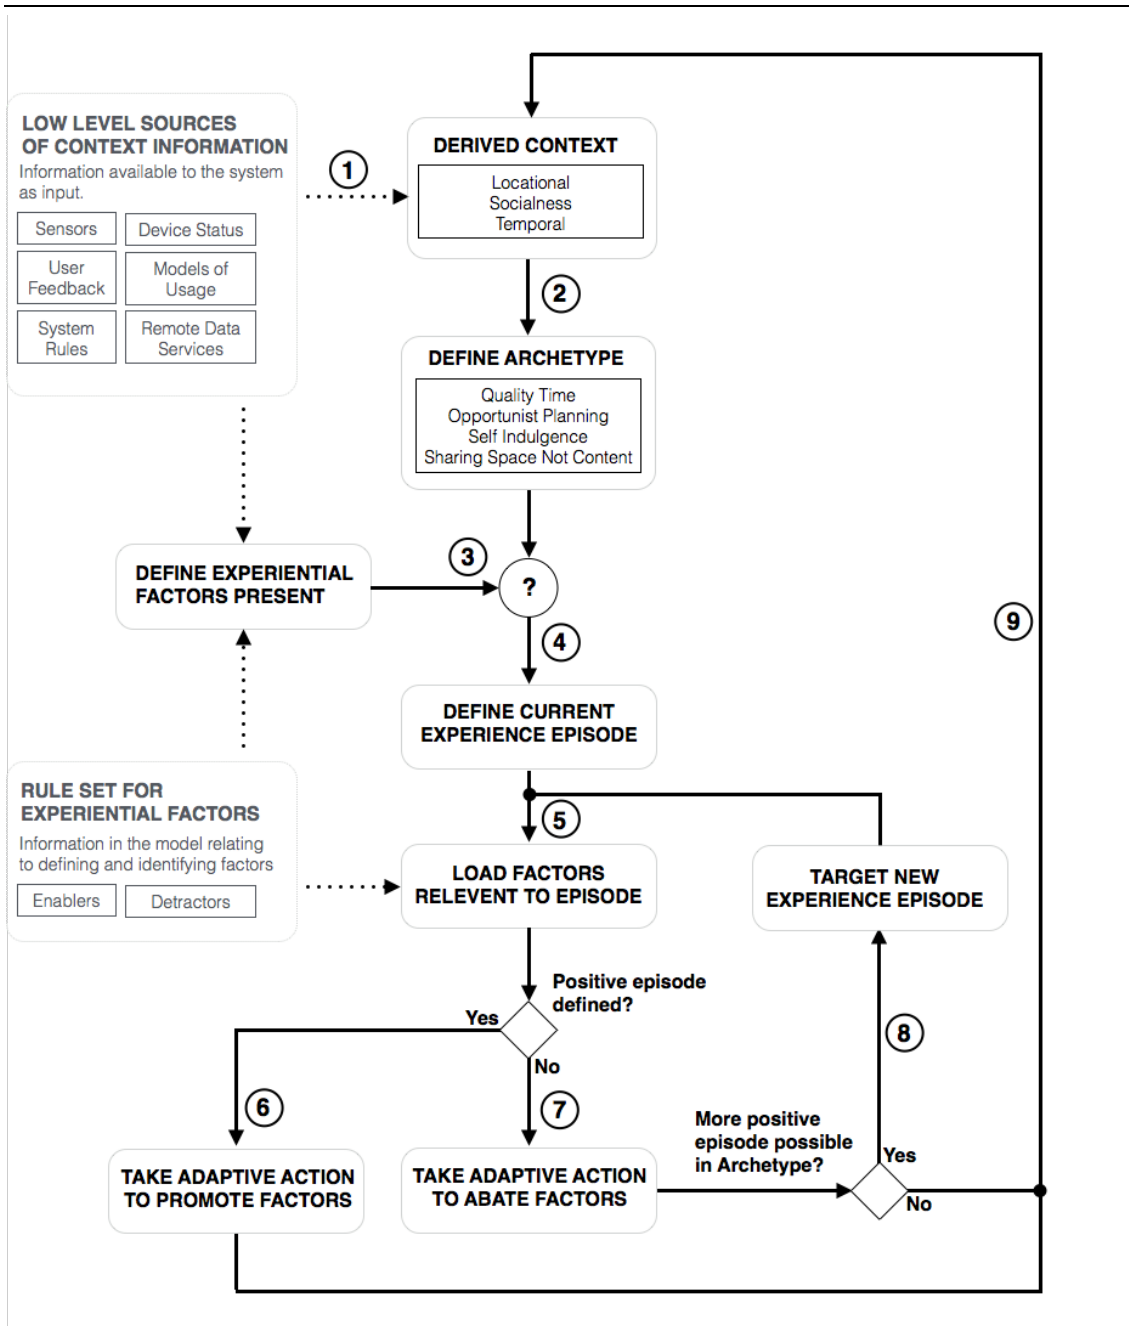 LOW LEVEL SOURCES
OF CONTEXT INFORMATION
Information available to the system
as input.
Sensors
Device Status
User
Feedback
Models of
Usage
System
Rules
Remote Data
Services
1
DERIVED CONTEXT
Locational
Socialness
Temporal
2
DEFINE ARCHETYPE
Quality Time
Opportunist Planning
Self Indulgence
Sharing Space Not Content
DEFINE EXPERIENTIAL
FACTORS PRESENT
3
?
4
9
DEFINE CURRENT
EXPERIENCE EPISODE
RULE SET FOR
EXPERIENTIAL FACTORS
Information in the model relating
to defining and identifying factors
Enablers
Detractors
5
LOAD FACTORS
RELEVENT TO EPISODE
TARGET NEW
EXPERIENCE EPISODE
Positive episode
defined?
Yes
No
8
6
7
More positive
episode possible
in Archetype?
Yes
No
TAKE ADAPTIVE ACTION
TO PROMOTE FACTORS
TAKE ADAPTIVE ACTION
TO ABATE FACTORS